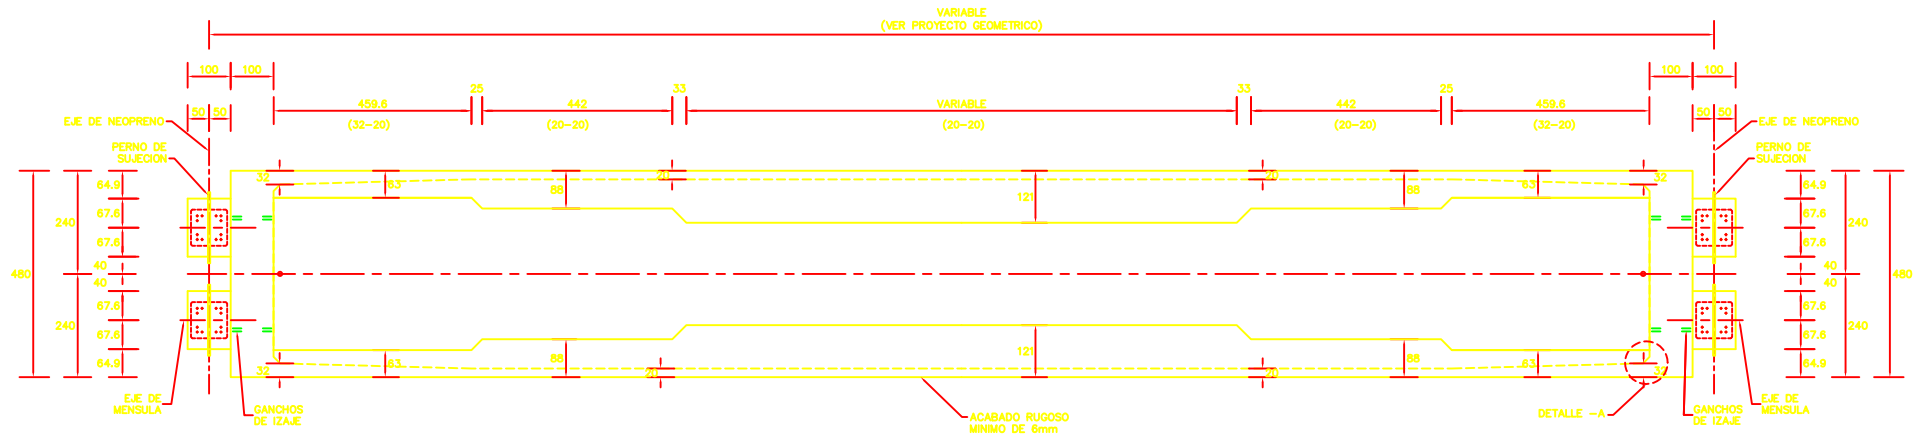 VARIABLE
(VER PROYECTO GEOMETRICO)
100 100 100 100
25 33 33 25
459.6 442 VARIABLE 442 459.6
(32-20) (20-20) (20-20) (20-20) (32-20)
50 50 50 50
EJE DE NEOPRENO
EJE DE NEOPRENO
PERNO DE
SUJECION
PERNO DE
SUJECION
32 63 88 20 121 20 88 63 32
64.9 64.9
67.6 67.6
240 240
67.6 67.6
40 40
480 480
40 40
67.6 67.6
240 240
67.6 67.6
64.9 64.9
32 63 88 20 121 20 88 63 32
EJE DE
MENSULA
GANCHOS
DE IZAJE
ACABADO RUGOSO
MINIMO DE 6mm
DETALLE -A
GANCHOS
DE IZAJE
EJE DE
MENSULA